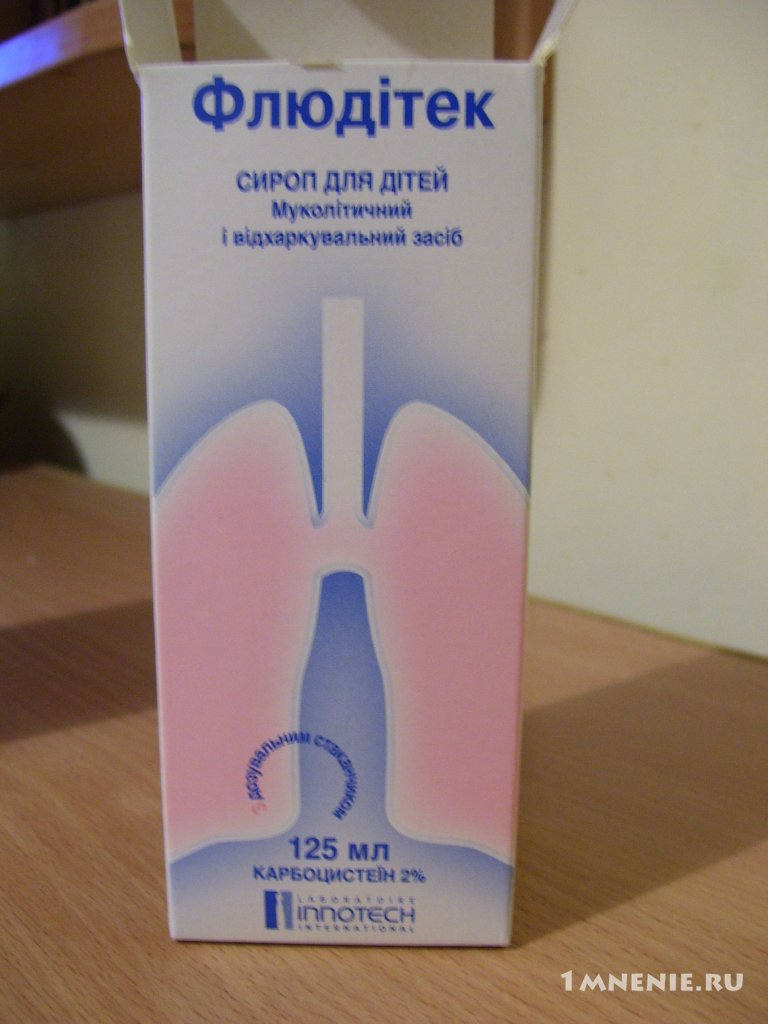 Флюдітек
СИРОП ДЛЯ ДІТЕЙ
Муколітичний
і відхаркувальний засіб
З дозувальним стаканчиком
125 мл
КАРБОЦИСТЕЇН 2%
LABORATOIRE
INNOTECH
INTERNATIONAL
1MNENIE.RU